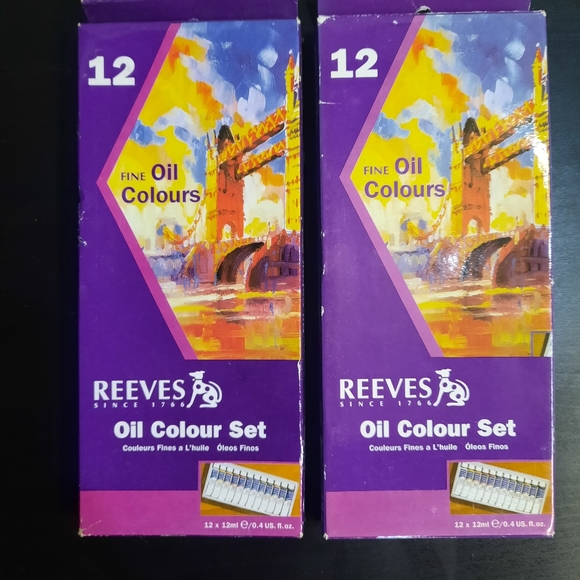 12
FINE Oil
Colours
REEVES
SINCE 1766
Oil Colour Set
Couleurs Fines a L'huile Óleos Finos
12 x 12ml ℮/0.4 US. fl.oz.
12
FINE Oil
Colours
REEVES
SINCE 1766
Oil Colour Set
Couleurs Fines a L'huile Óleos Finos
12 x 12ml ℮/0.4 US. fl.oz.